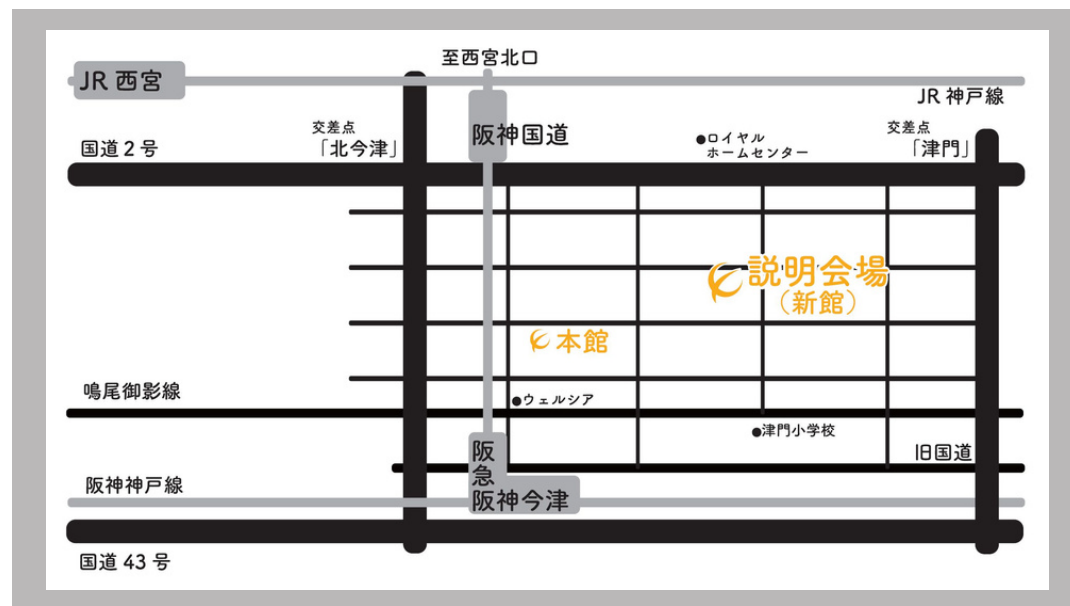 至西宮北口
JR 西宮
JR 神戸線
交差点
「北今津」
阪神国道
●ロイヤル
ホームセンター
交差点
「津門」
国道2号
説明会場
（新館）
本館
鳴尾御影線
●ウェルシア
●津門小学校
旧国道
阪急
阪神今津
阪神神戸線
国道 43 号